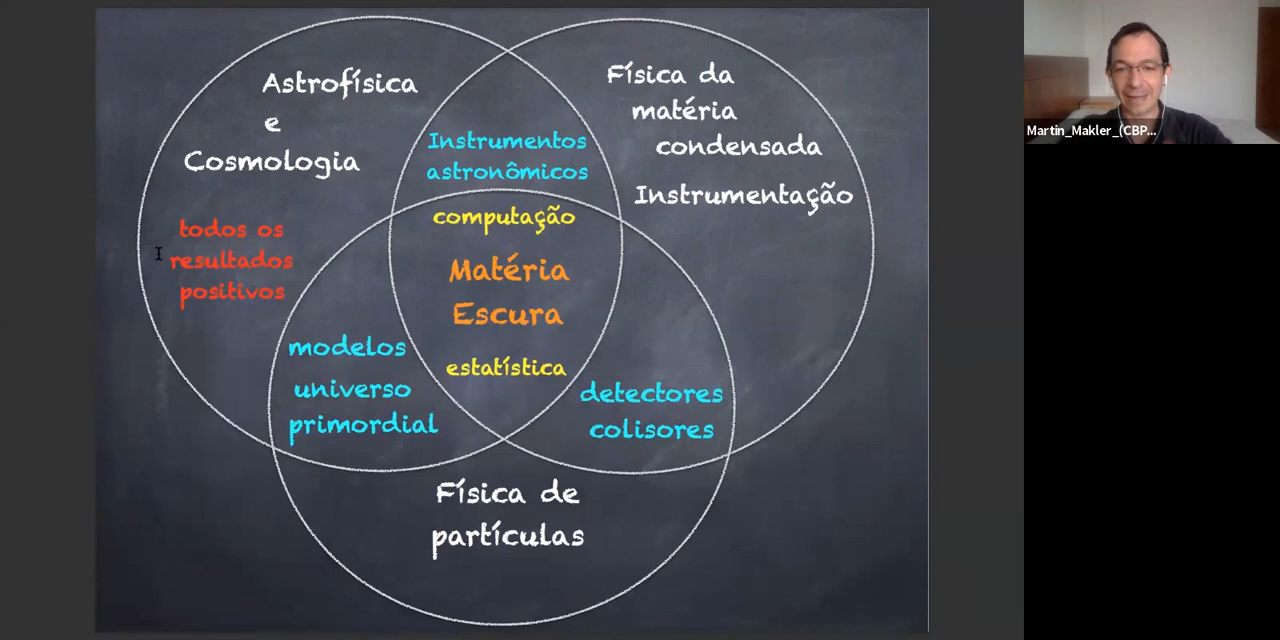 Astrofísica
e
Cosmologia
Física da
matéria
condensada
Instrumentação
Instrumentos
astronômicos
computação
Matéria
Escura
estatística
todos os
resultados
positivos
modelos
universo
primordial
detectores
colisores
Física de
partículas
Martin_Makler_(CBP...